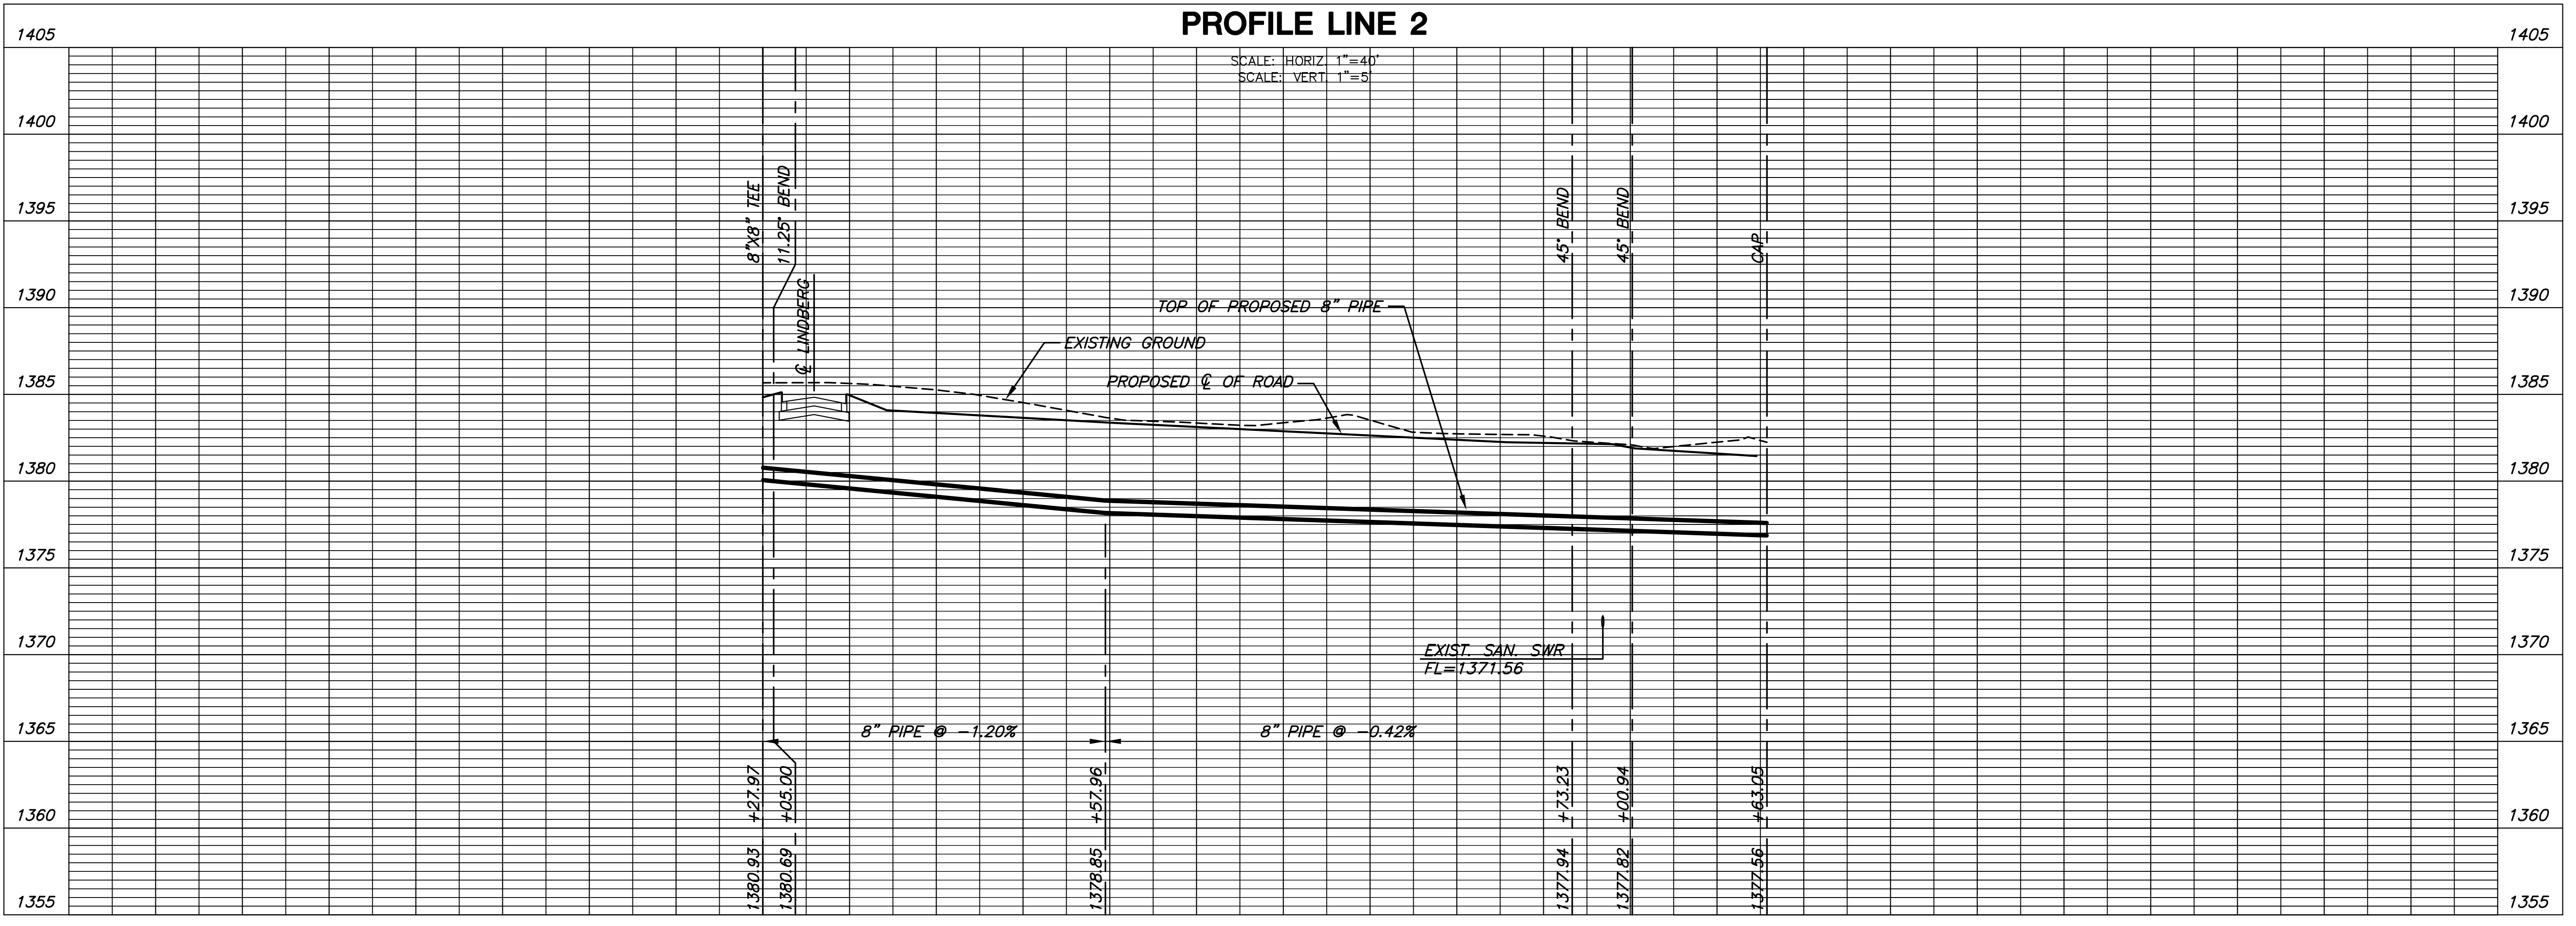 PROFILE LINE 2
SCALE: HORIZ. 1"=40'
SCALE: VERT. 1"=5'
1405
1405
1400
1400
1395
1395
1390
1390
1385
1385
1380
1380
1375
1375
1370
1370
1365
1365
1360
1360
1355
1355
8"X8" TEE
11.25° BEND
℄ LINDBERG
45° BEND
45° BEND
CAP
TOP OF PROPOSED 8" PIPE
EXISTING GROUND
PROPOSED ℄ OF ROAD
EXIST. SAN. SWR
FL=1371.56
8" PIPE @ -1.20%
8" PIPE @ -0.42%
+27.97
+05.00
+57.96
+73.23
+00.94
+63.05
1380.93
1380.69
1378.85
1377.94
1377.82
1377.56